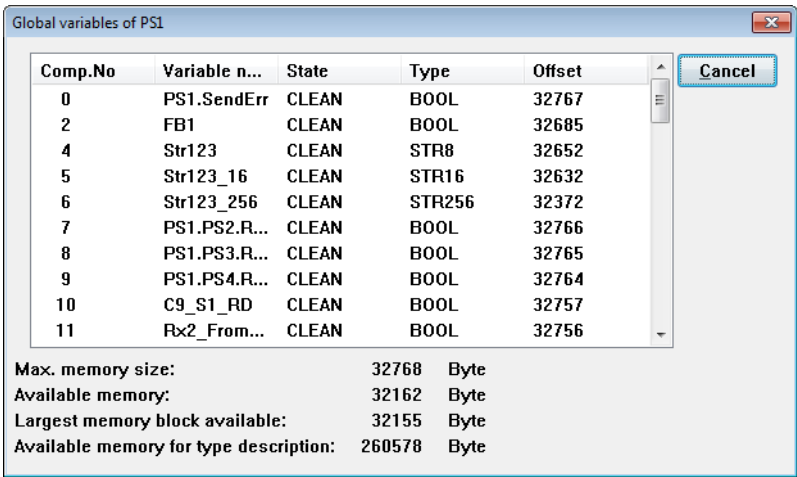 Global variables of PS1
Comp.No Variable n... State Type Offset
0 PS1.SendErr CLEAN BOOL 32767
2 FB1 CLEAN BOOL 32685
4 Str123 CLEAN STR8 32652
5 Str123_16 CLEAN STR16 32632
6 Str123_256 CLEAN STR256 32372
7 PS1.PS2.R... CLEAN BOOL 32766
8 PS1.PS3.R... CLEAN BOOL 32765
9 PS1.PS4.R... CLEAN BOOL 32764
10 C9_S1_RD CLEAN BOOL 32757
11 Rx2_From... CLEAN BOOL 32756
Cancel
Max. memory size: 32768 Byte
Available memory: 32162 Byte
Largest memory block available: 32155 Byte
Available memory for type description: 260578 Byte